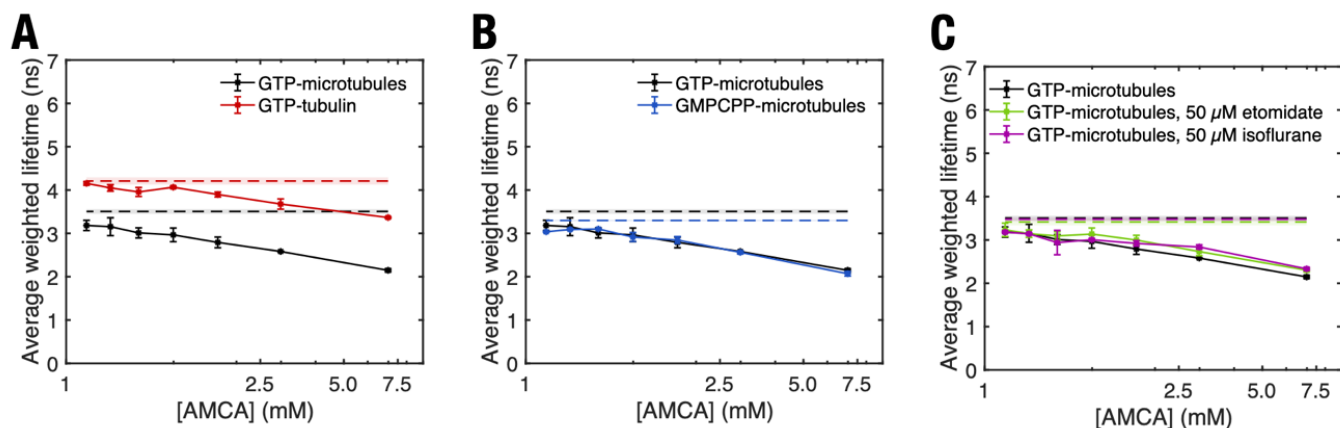 A
Average weighted lifetime (ns)
7
6
5
4
3
2
1
0
GTP-microtubules
GTP-tubulin
1
2.5
5.0
7.5
[AMCA] (mM)
B
Average weighted lifetime (ns)
7
6
5
4
3
2
1
0
GTP-microtubules
GMPCPP-microtubules
1
2.5
5.0
7.5
[AMCA] (mM)
C
Average weighted lifetime (ns)
7
6
5
4
3
2
1
0
GTP-microtubules
GTP-microtubules, 50 µM etomidate
GTP-microtubules, 50 µM isoflurane
1
2.5
5.0
7.5
[AMCA] (mM)